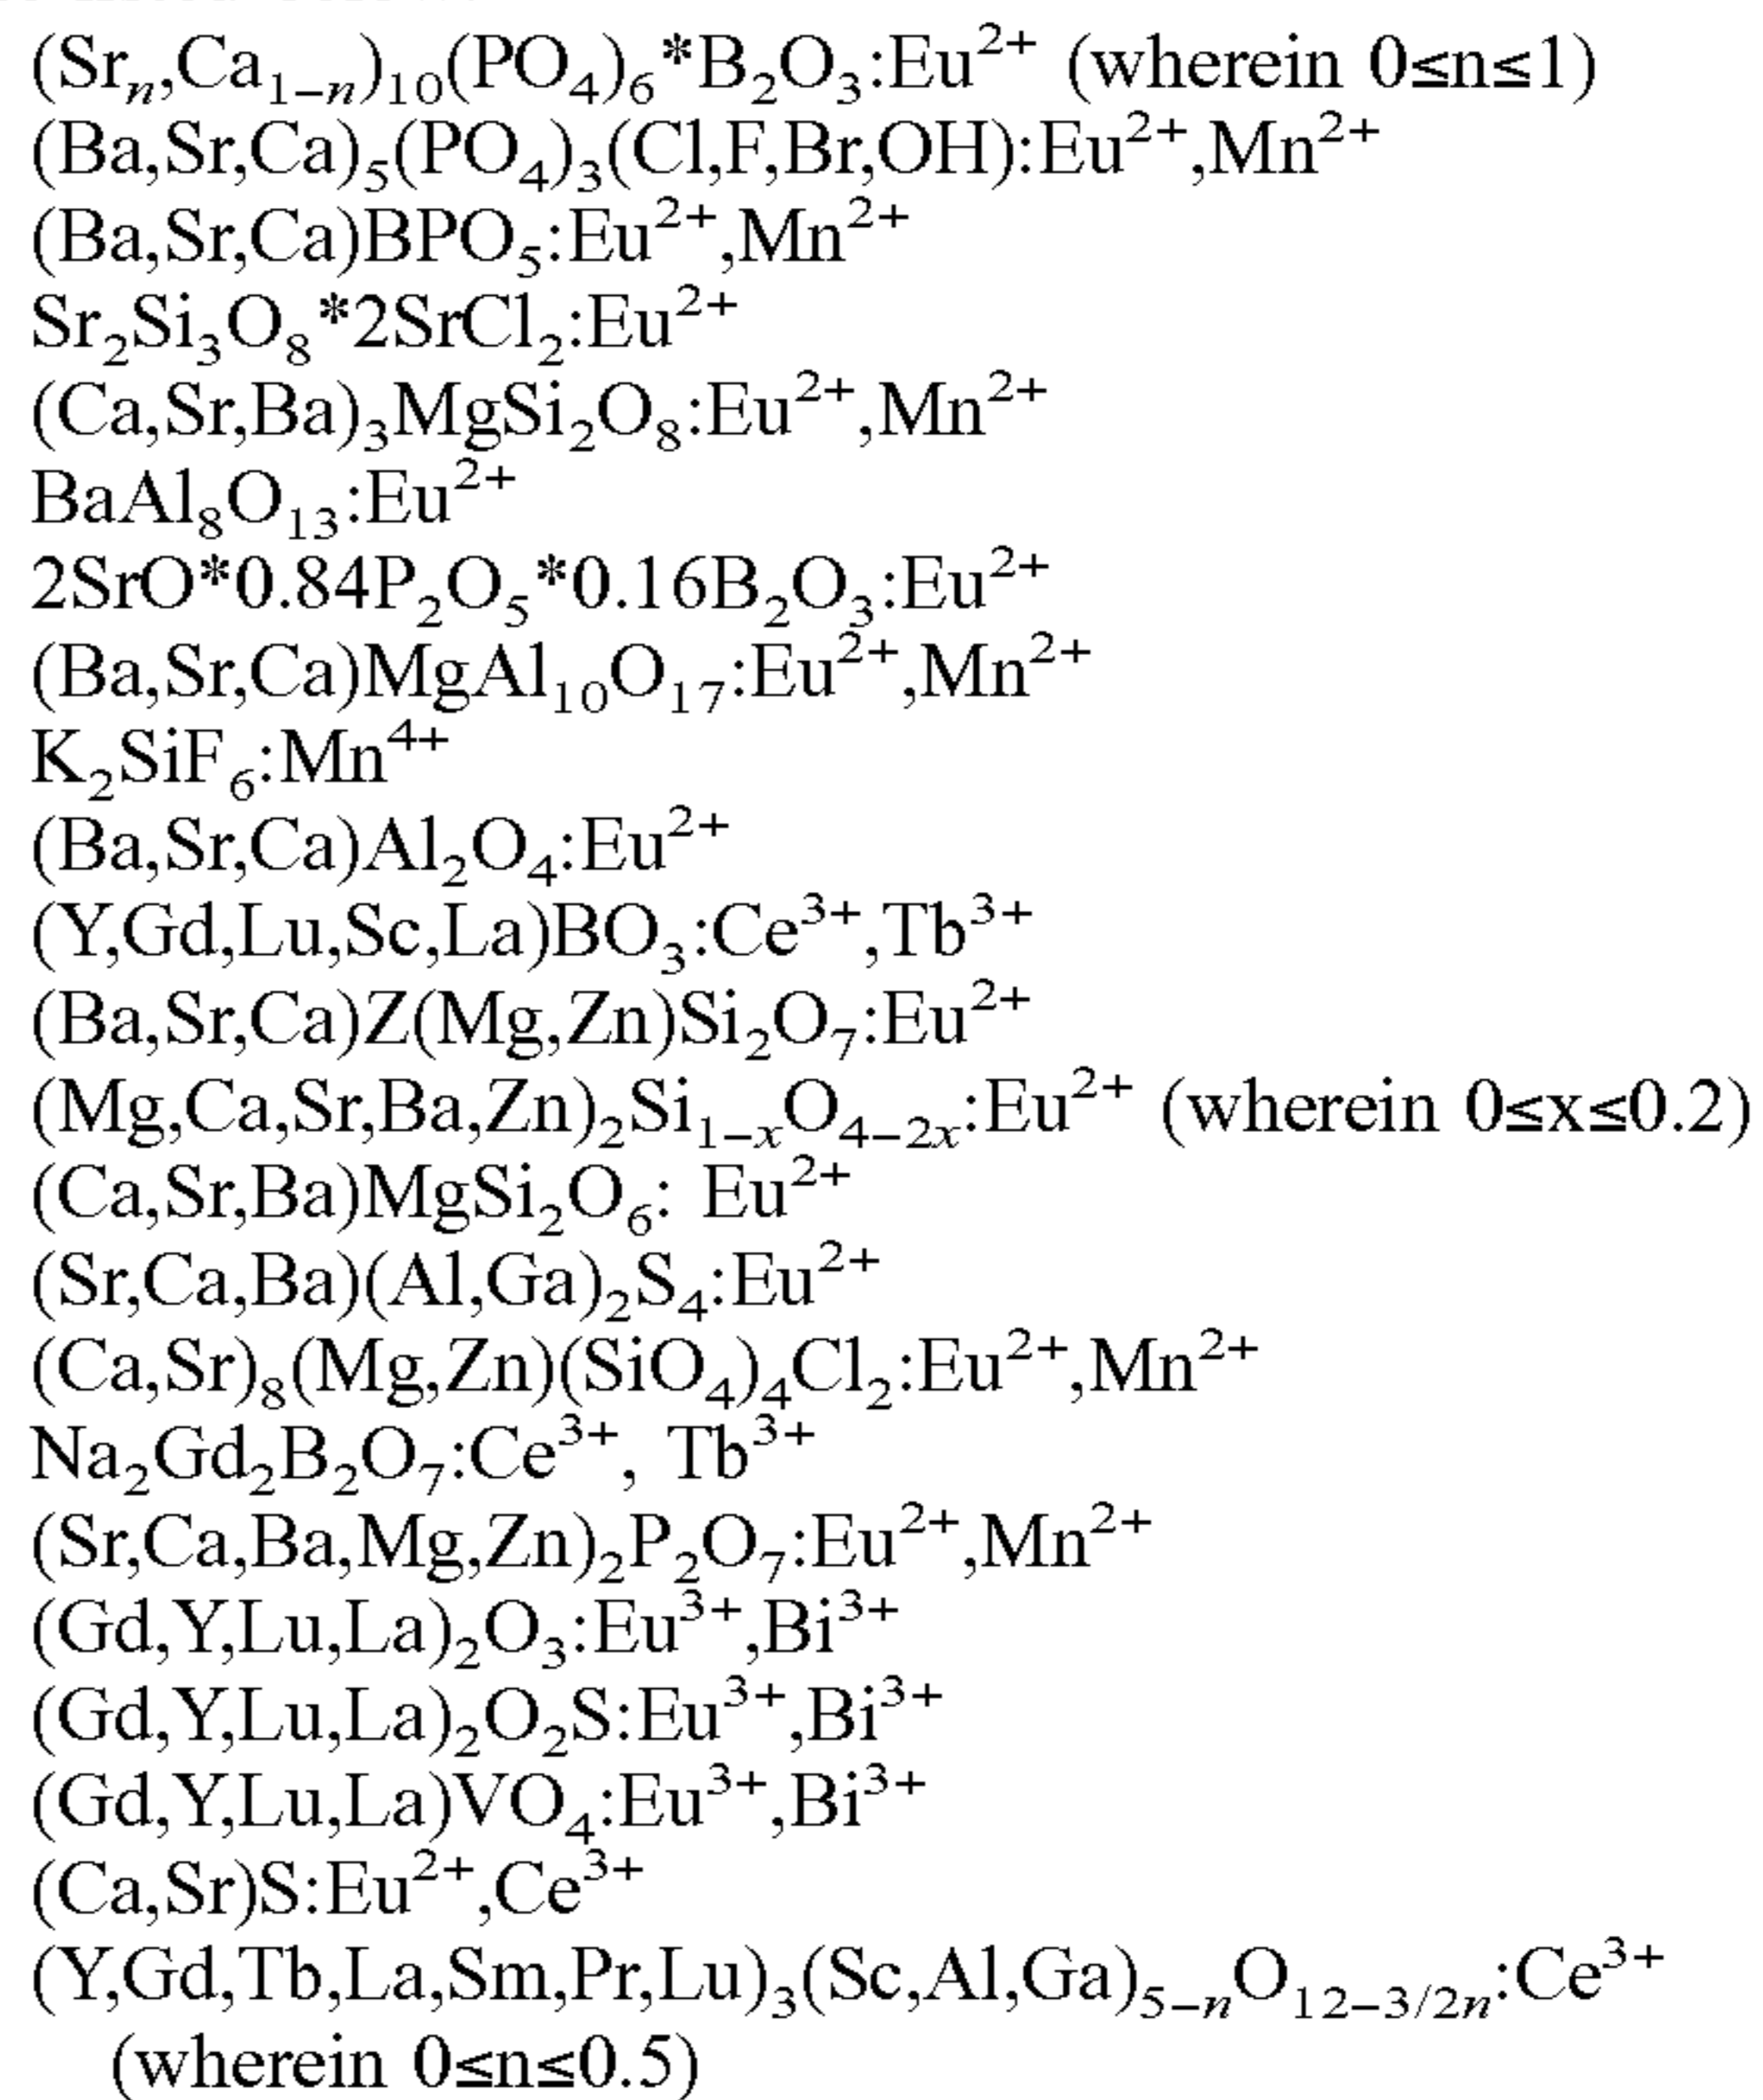 (Srₙ,Ca₁₋ₙ)₁₀(PO₄)₆*B₂O₃:Eu²⁺ (wherein 0≤n≤1)
(Ba,Sr,Ca)₅(PO₄)₃(Cl,F,Br,OH):Eu²⁺,Mn²⁺
(Ba,Sr,Ca)BPO₅:Eu²⁺,Mn²⁺
Sr₂Si₃O₈*2SrCl₂:Eu²⁺
(Ca,Sr,Ba)₃MgSi₂O₈:Eu²⁺,Mn²⁺
BaAl₈O₁₃:Eu²⁺
2SrO*0.84P₂O₅*0.16B₂O₃:Eu²⁺
(Ba,Sr,Ca)MgAl₁₀O₁₇:Eu²⁺,Mn²⁺
K₂SiF₆:Mn⁴⁺
(Ba,Sr,Ca)Al₂O₄:Eu²⁺
(Y,Gd,Lu,Sc,La)BO₃:Ce³⁺,Tb³⁺
(Ba,Sr,Ca)Z(Mg,Zn)Si₂O₇:Eu²⁺
(Mg,Ca,Sr,Ba,Zn)₂Si₁₋ₓO₄₋₂ₓ:Eu²⁺ (wherein 0≤x≤0.2)
(Ca,Sr,Ba)MgSi₂O₆: Eu²⁺
(Sr,Ca,Ba)(Al,Ga)₂S₄:Eu²⁺
(Ca,Sr)₈(Mg,Zn)(SiO₄)₄Cl₂:Eu²⁺,Mn²⁺
Na₂Gd₂B₂O₇:Ce³⁺, Tb³⁺
(Sr,Ca,Ba,Mg,Zn)₂P₂O₇:Eu²⁺,Mn²⁺
(Gd,Y,Lu,La)₂O₃:Eu³⁺,Bi³⁺
(Gd,Y,Lu,La)₂O₂S:Eu³⁺,Bi³⁺
(Gd,Y,Lu,La)VO₄:Eu³⁺,Bi³⁺
(Ca,Sr)S:Eu²⁺,Ce³⁺
(Y,Gd,Tb,La,Sm,Pr,Lu)₃(Sc,Al,Ga)₅₋ₙO₁₂₋₃/₂ₙ:Ce³⁺
(wherein 0≤n≤0.5)